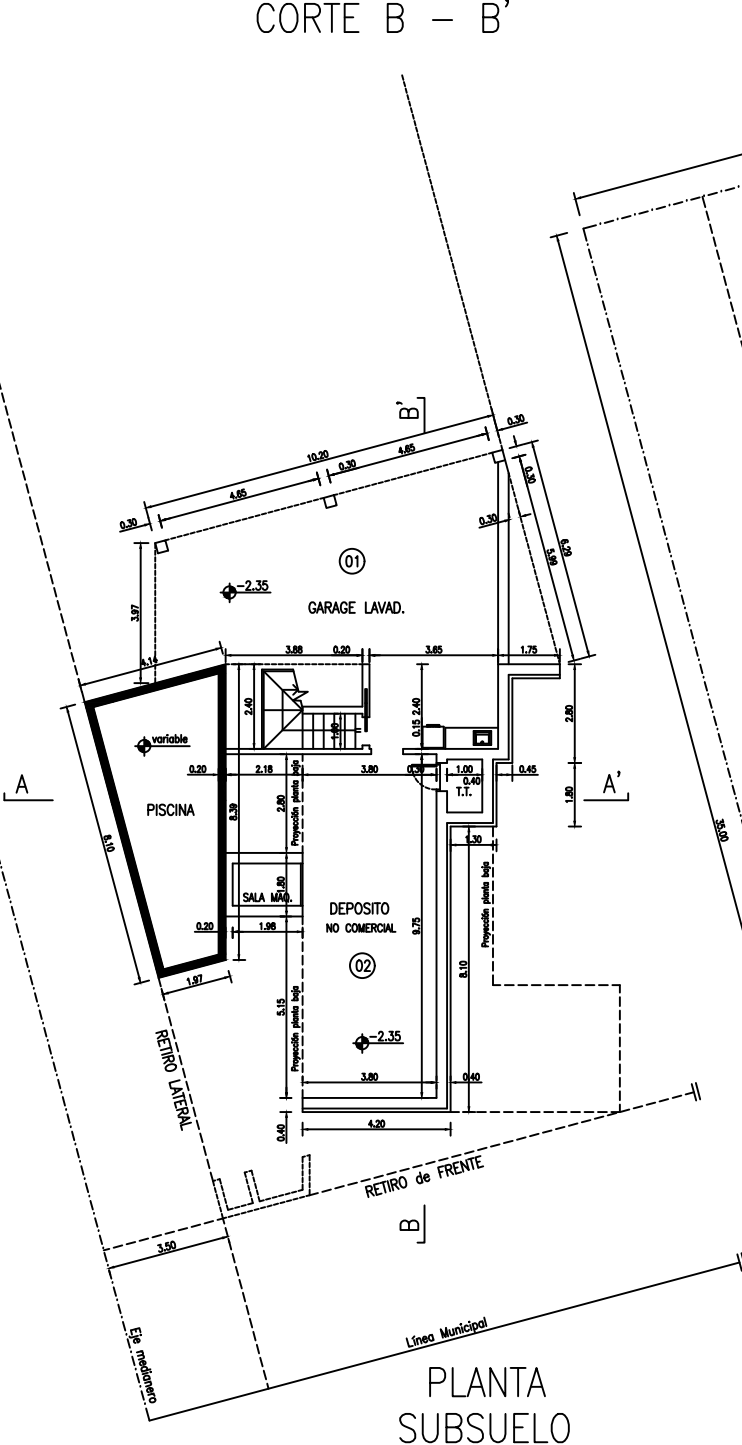 CORTE B – B'
B'
0.30
10.20
4.65
0.30
4.65
0.30
0.30
0.30
6.29
5.99
01
-2.35
GARAGE LAVAD.
3.97
4.14
3.88
0.20
3.65
1.75
2.40
1.00
0.15
2.40
2.80
variable
0.20
2.18
3.80
0.30
1.00
0.40
T.T.
0.45
1.80
A
A'
PISCINA
8.39
2.80
Proyección planta baja
35.00
8.10
1.30
1.80
SALA MAQ.
DEPOSITO
NO COMERCIAL
9.75
Proyección planta baja
0.20
1.98
02
8.10
1.97
5.15
Proyección planta baja
-2.35
RETIRO LATERAL
3.80
0.40
0.40
4.20
RETIRO de FRENTE
B
3.50
Eje medianero
Línea Municipal
PLANTA
SUBSUELO